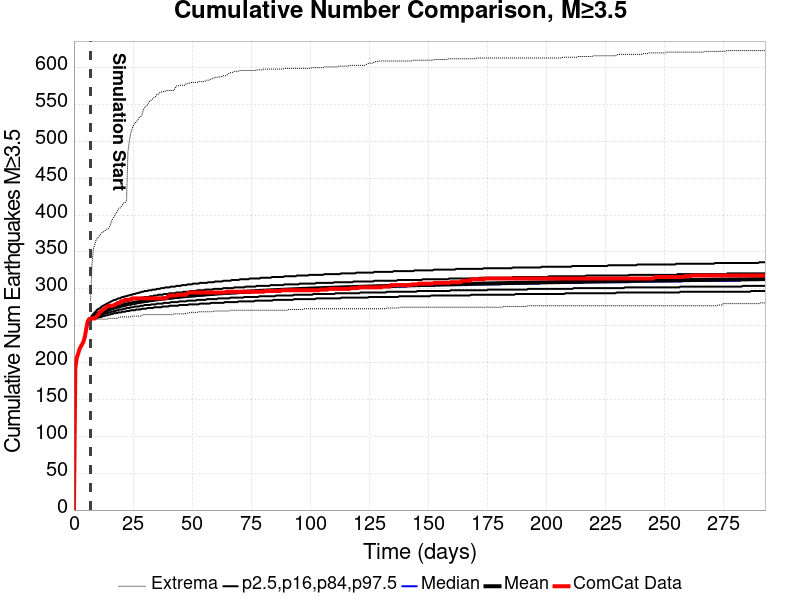 Cumulative Number Comparison, M≥3.5
Cumulative Num Earthquakes M≥3.5
600
550
500
450
400
350
300
250
200
150
100
50
0
Simulation Start
0 25 50 75 100 125 150 175 200 225 250 275
Time (days)
Extrema p2.5,p16,p84,p97.5 Median Mean ComCat Data